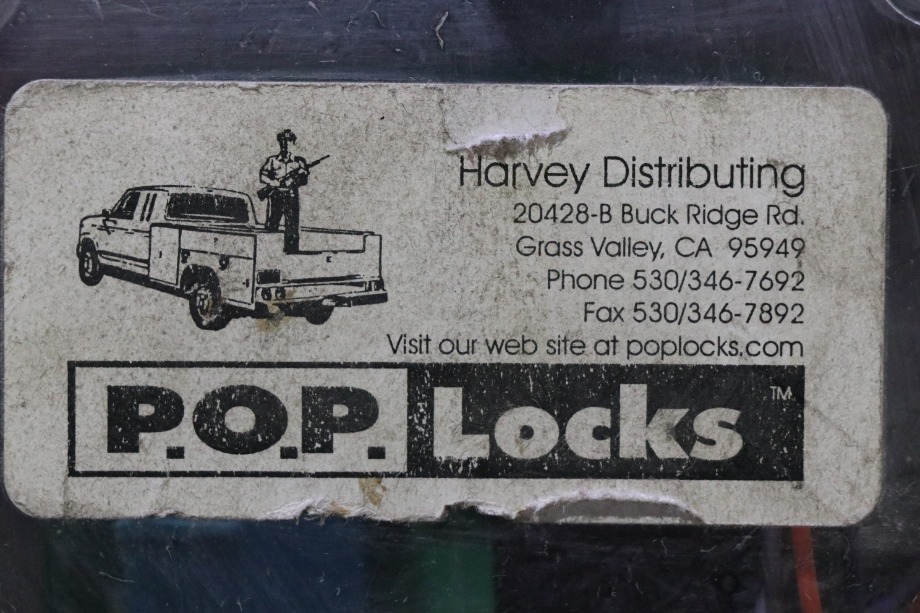 Harvey Distributing
20428-B Buck Ridge Rd.
Grass Valley, CA 95949
Phone 530/346-7692
Fax 530/346-7892
Visit our web site at poplocks.com
P.O.P. Locks™